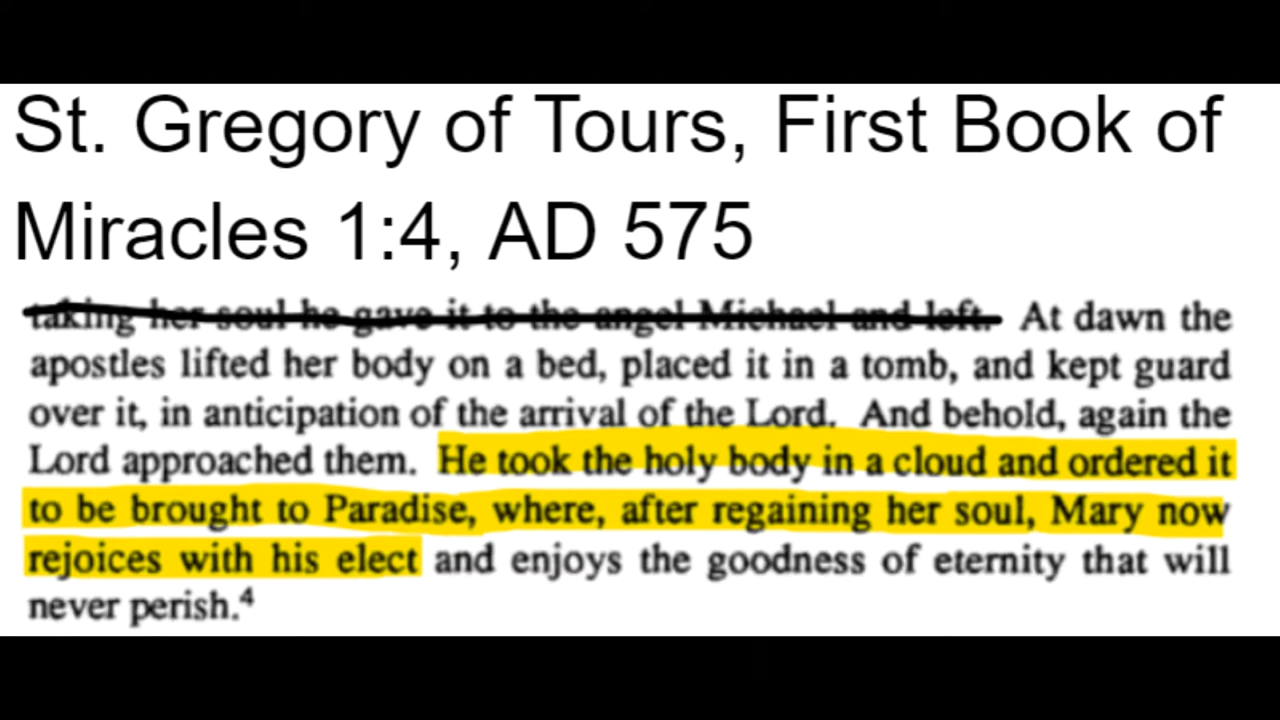 St. Gregory of Tours, First Book of
Miracles 1:4, AD 575
taking her soul he gave it to the angel Michael and left. At dawn the
apostles lifted her body on a bed, placed it in a tomb, and kept guard
over it, in anticipation of the arrival of the Lord. And behold, again the
Lord approached them. He took the holy body in a cloud and ordered it
to be brought to Paradise, where, after regaining her soul, Mary now
rejoices with his elect and enjoys the goodness of eternity that will
never perish.⁴